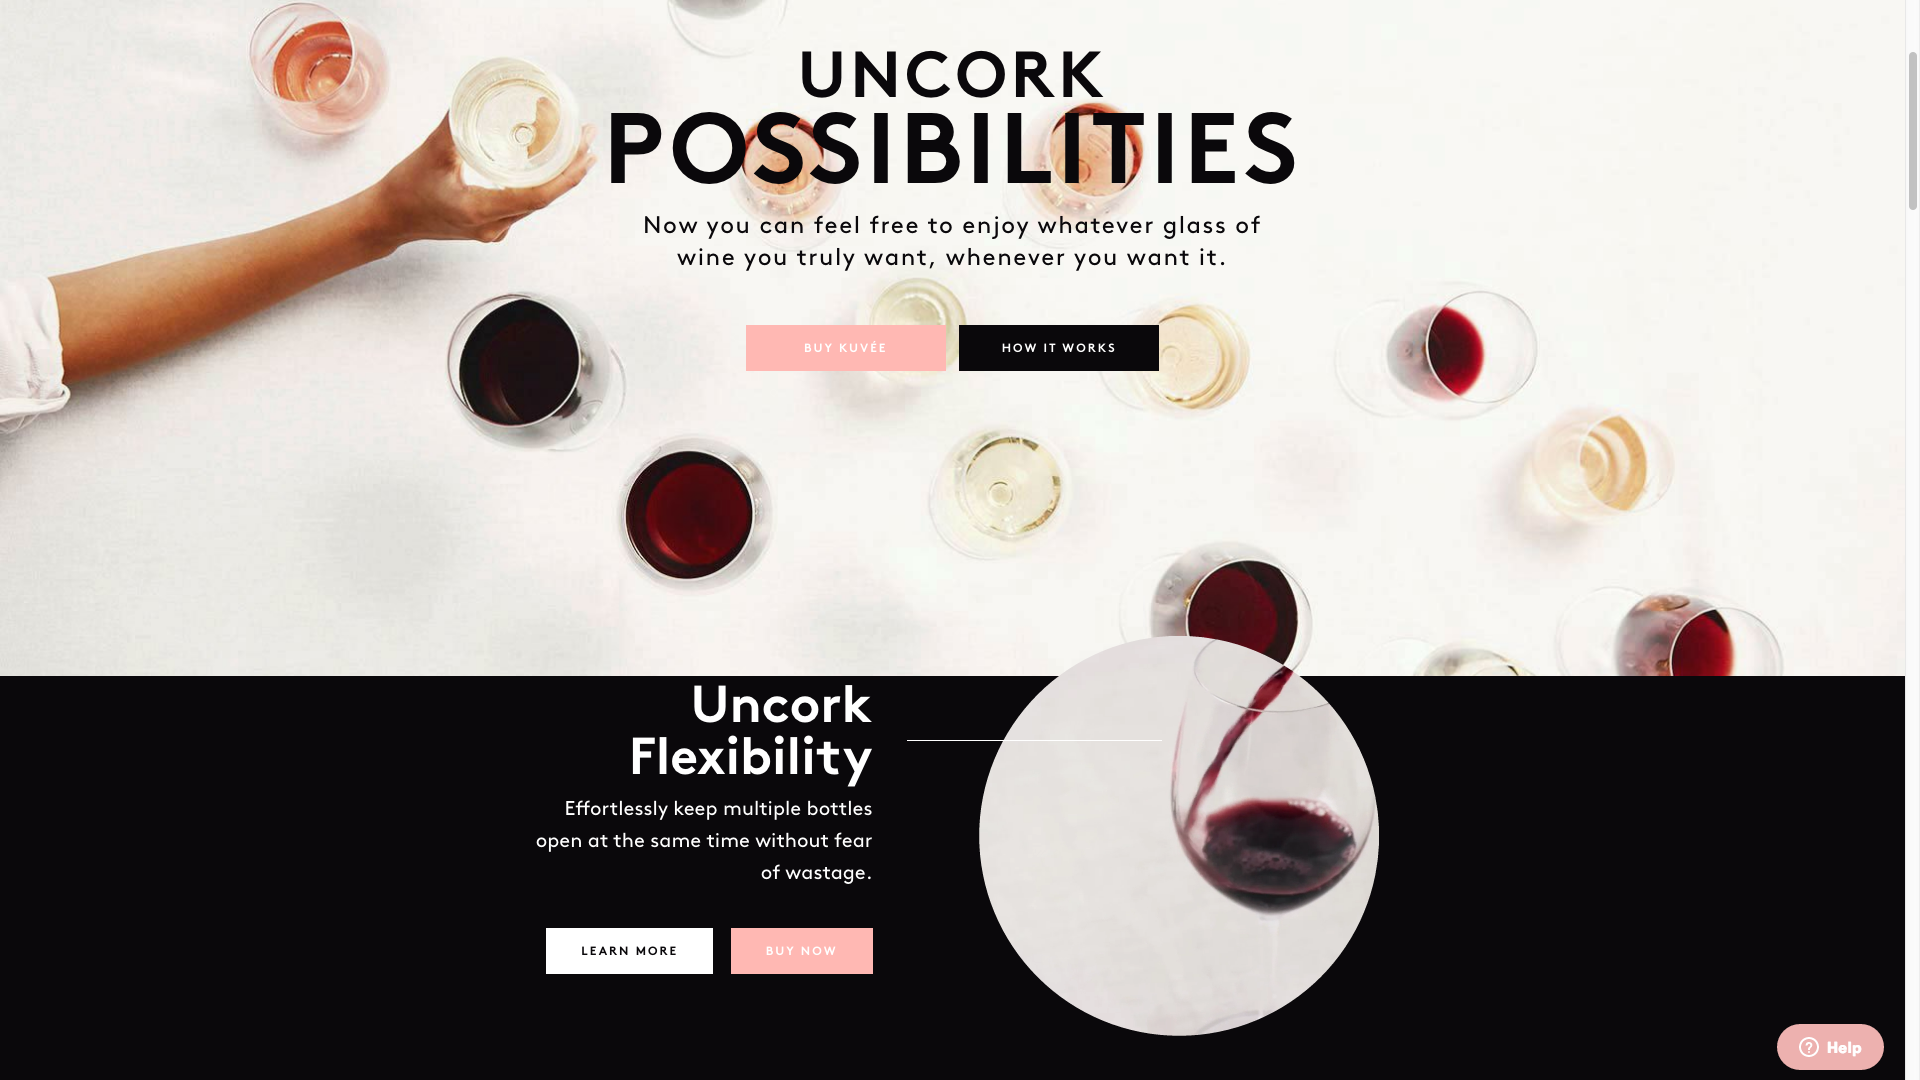 UNCORK
POSSIBILITIES
Now you can feel free to enjoy whatever glass of
wine you truly want, whenever you want it.
BUY KUVÉE
HOW IT WORKS
Uncork
Flexibility
Effortlessly keep multiple bottles
open at the same time without fear
of wastage.
LEARN MORE
BUY NOW
Help